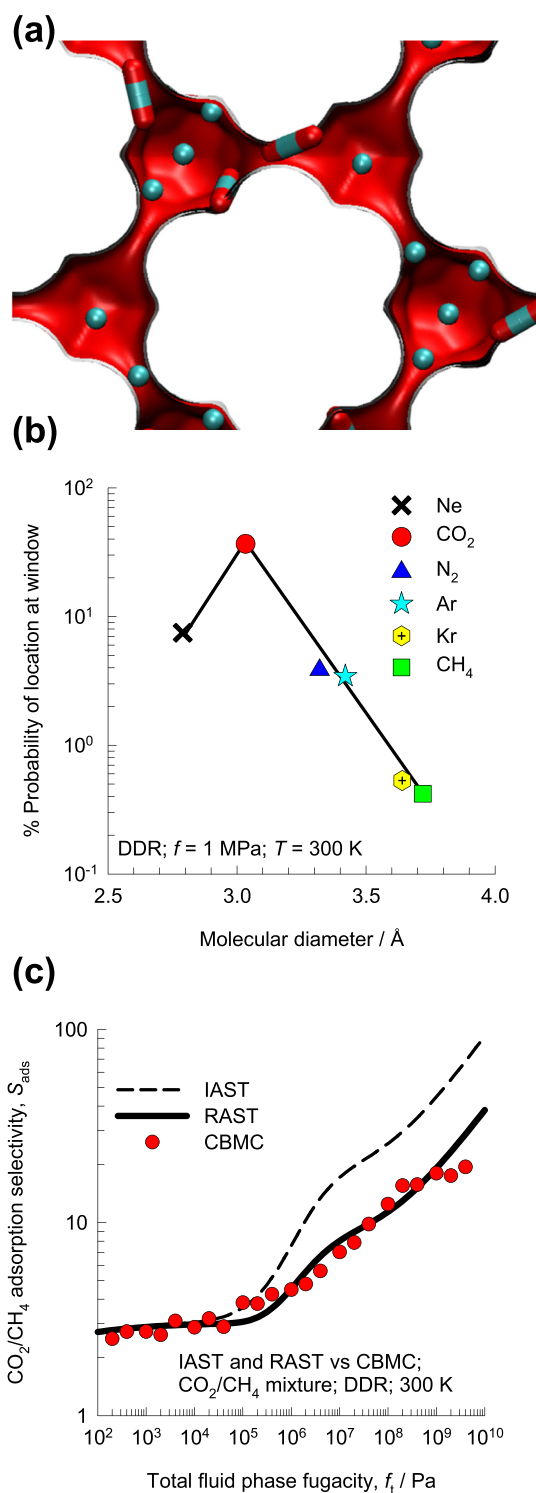 (a)
(b)
10²
10¹
10⁰
10⁻¹
% Probability of location at window
Ne
CO₂
N₂
Ar
Kr
CH₄
DDR; f = 1 MPa; T = 300 K
2.5 3.0 3.5 4.0
Molecular diameter / Å
(c)
100
10
1
CO₂/CH₄ adsorption selectivity, Sads
IAST
RAST
CBMC
IAST and RAST vs CBMC;
CO₂/CH₄ mixture; DDR; 300 K
10² 10³ 10⁴ 10⁵ 10⁶ 10⁷ 10⁸ 10⁹ 10¹⁰
Total fluid phase fugacity, fₜ / Pa